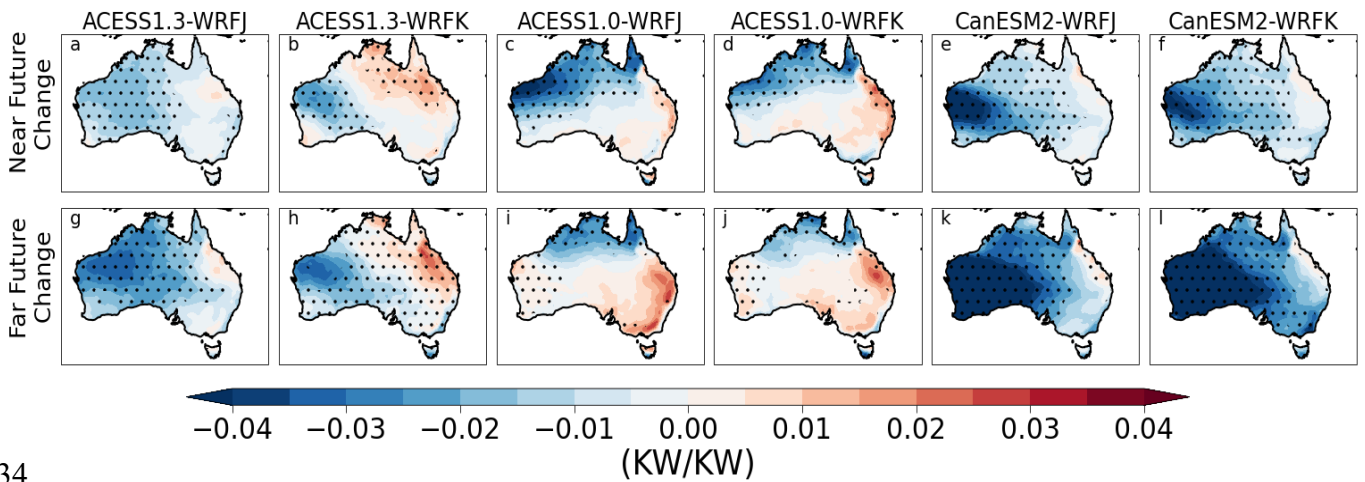 ACESS1.3-WRFJ ACESS1.3-WRFK ACESS1.0-WRFJ ACESS1.0-WRFK CanESM2-WRFJ CanESM2-WRFK
Near Future
Change
a b c d e f
Far Future
Change
g h i j k l
−0.04 −0.03 −0.02 −0.01 0.00 0.01 0.02 0.03 0.04
(KW/KW)
34